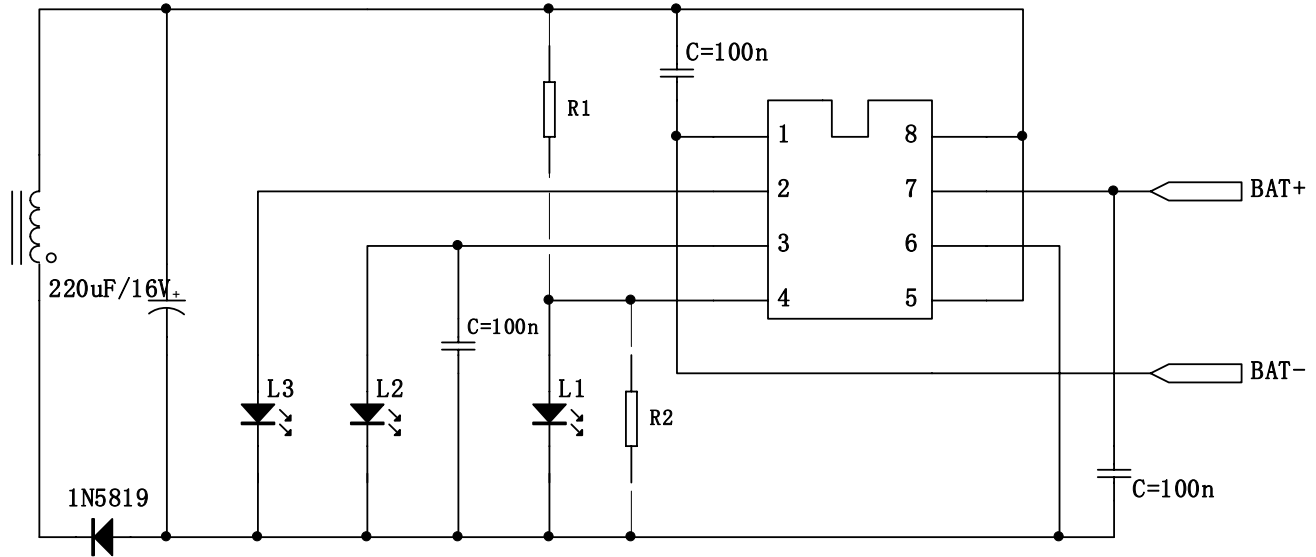 C=100n
R1
1 8
2 7
BAT+
3 6
220uF/16V+
4 5
C=100n
BAT-
L3
L2
L1
R2
1N5819
C=100n